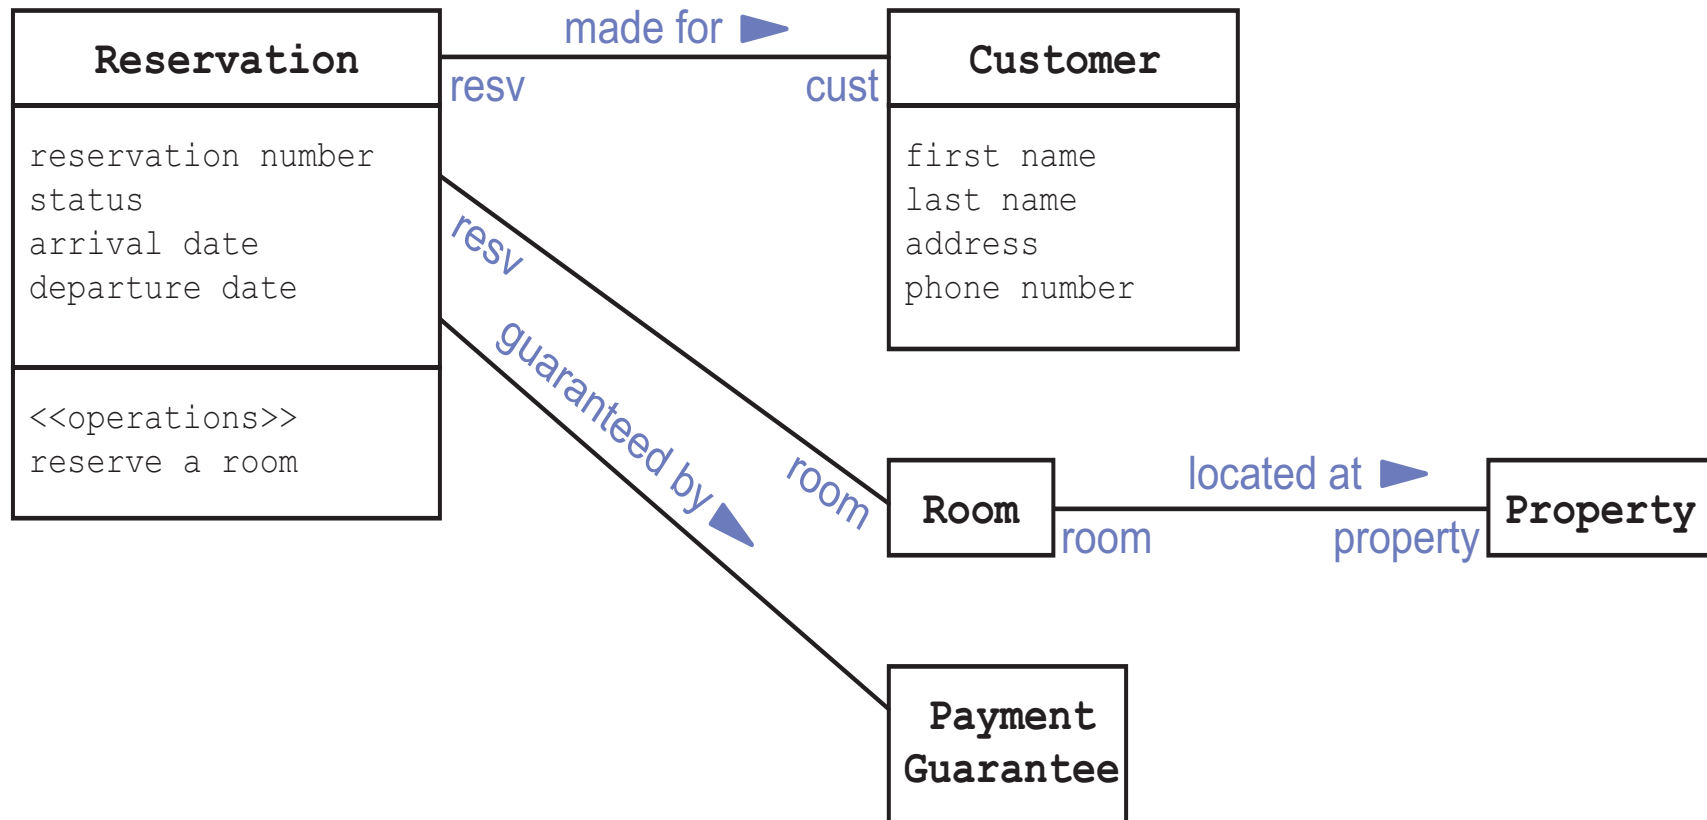 Reservation
reservation number
status
arrival date
departure date
<<operations>>
reserve a room
made for
resv
cust
Customer
first name
last name
address
phone number
resv
room
guaranteed by
Room
located at
room
property
Property
Payment
Guarantee